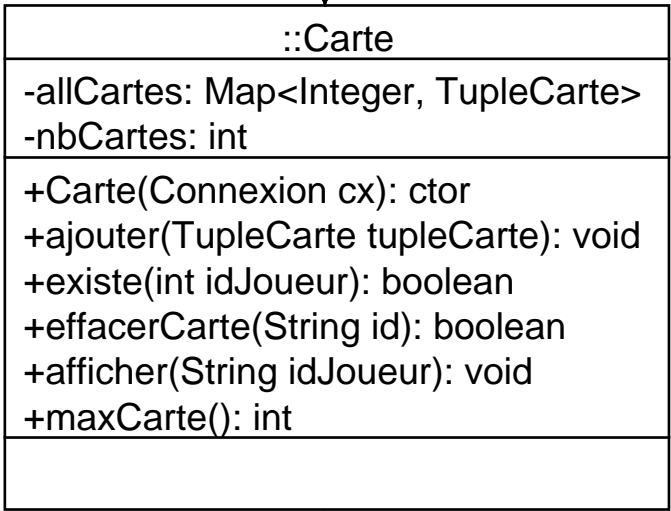 ::Carte
-allCartes: Map<Integer, TupleCarte>
-nbCartes: int
+Carte(Connexion cx): ctor
+ajouter(TupleCarte tupleCarte): void
+existe(int idJoueur): boolean
+effacerCarte(String id): boolean
+afficher(String idJoueur): void
+maxCarte(): int